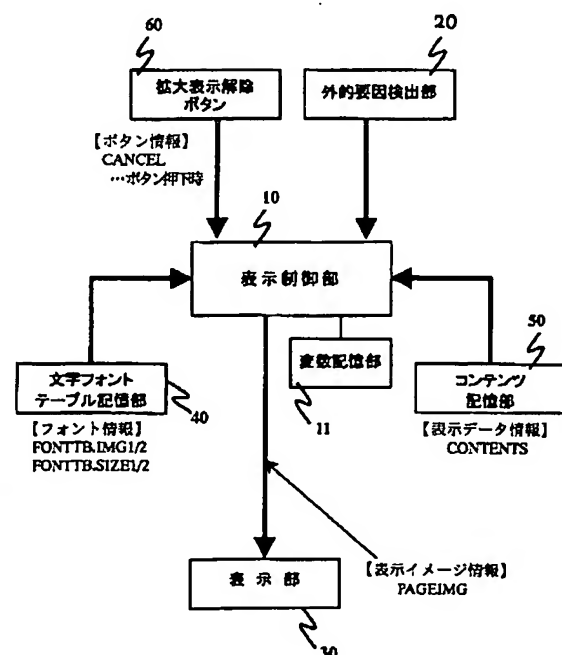 60
20
拡大表示解除
ボタン
外的要因検出部
【ボタン情報】
CANCEL
…ボタン押下時
10
表示制御部
変数記憶部
11
50
文字フォント
テーブル記憶部
40
コンテンツ
記憶部
【フォント情報】
FONTTB.IMG1/2
FONTTB.SIZE1/2
【表示データ情報】
CONTENTS
表示部
【表示イメージ情報】
PAGEIMG
30